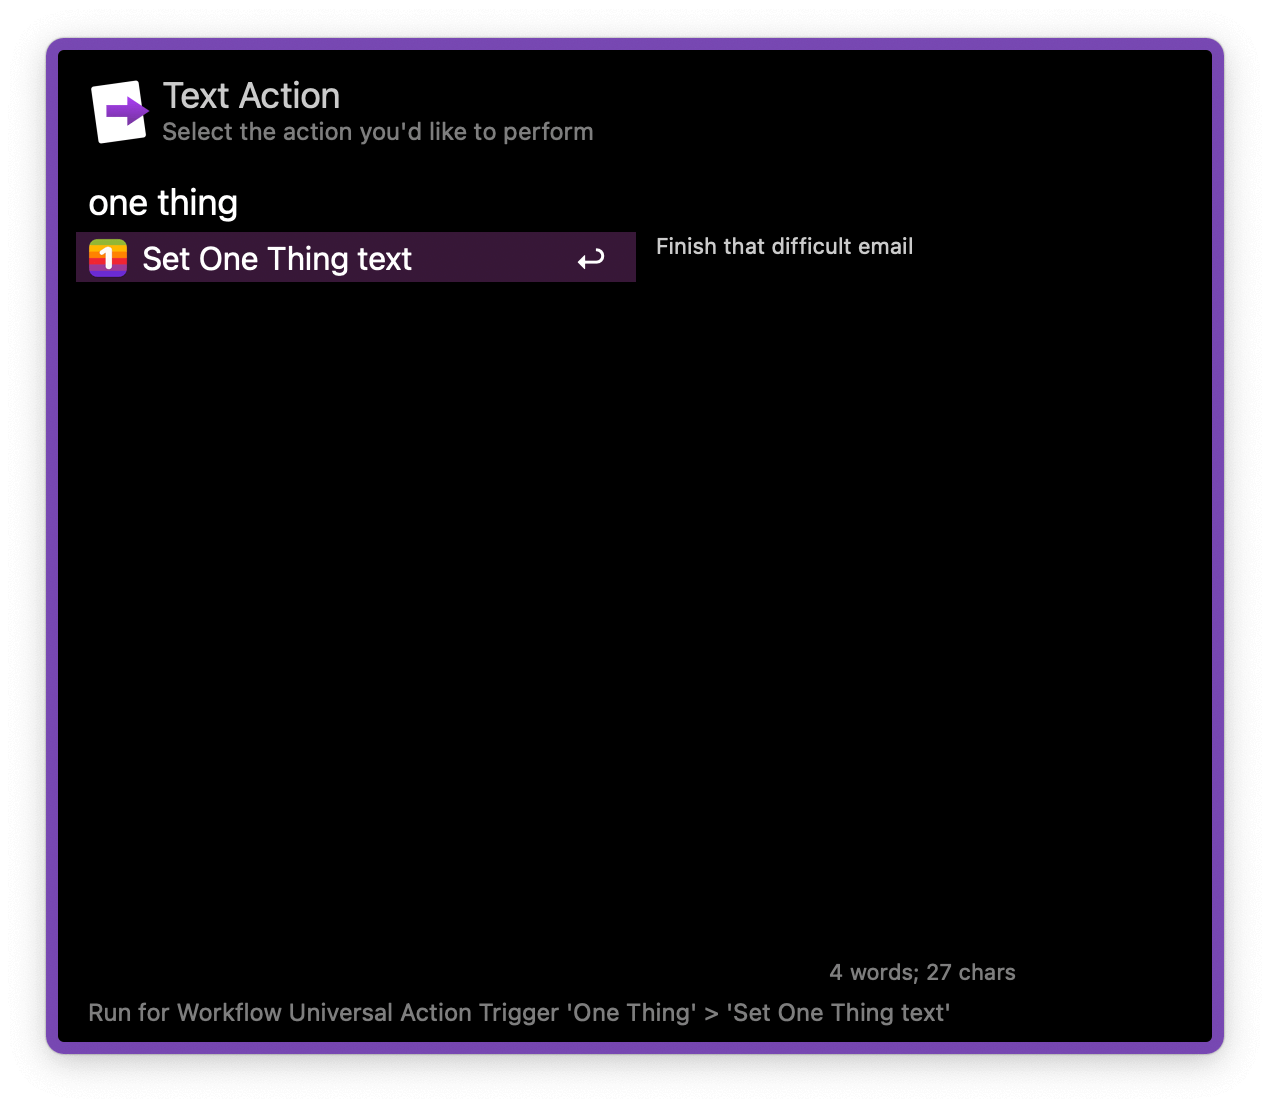 Text Action
Select the action you'd like to perform
one thing
1 Set One Thing text
Finish that difficult email
4 words; 27 chars
Run for Workflow Universal Action Trigger 'One Thing' > 'Set One Thing text'